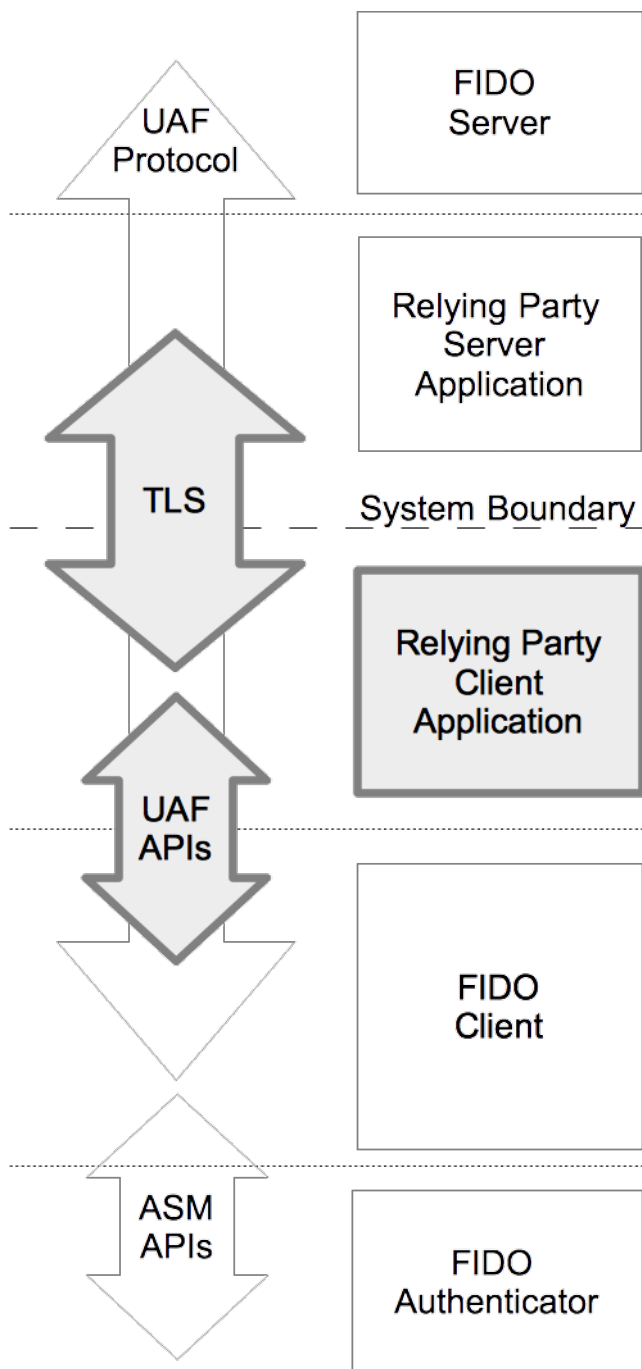 UAF
Protocol
FIDO
Server
Relying Party
Server
Application
TLS
System Boundary
Relying Party
Client
Application
UAF
APIs
FIDO
Client
ASM
APIs
FIDO
Authenticator